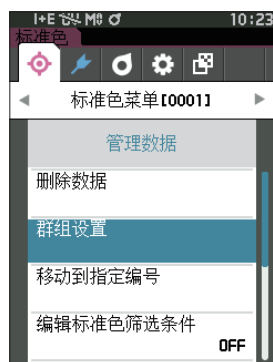 I+E M0 10:23
标准色
标准色菜单[0001]
管理数据
删除数据
群组设置
移动到指定编号
编辑标准色筛选条件
OFF